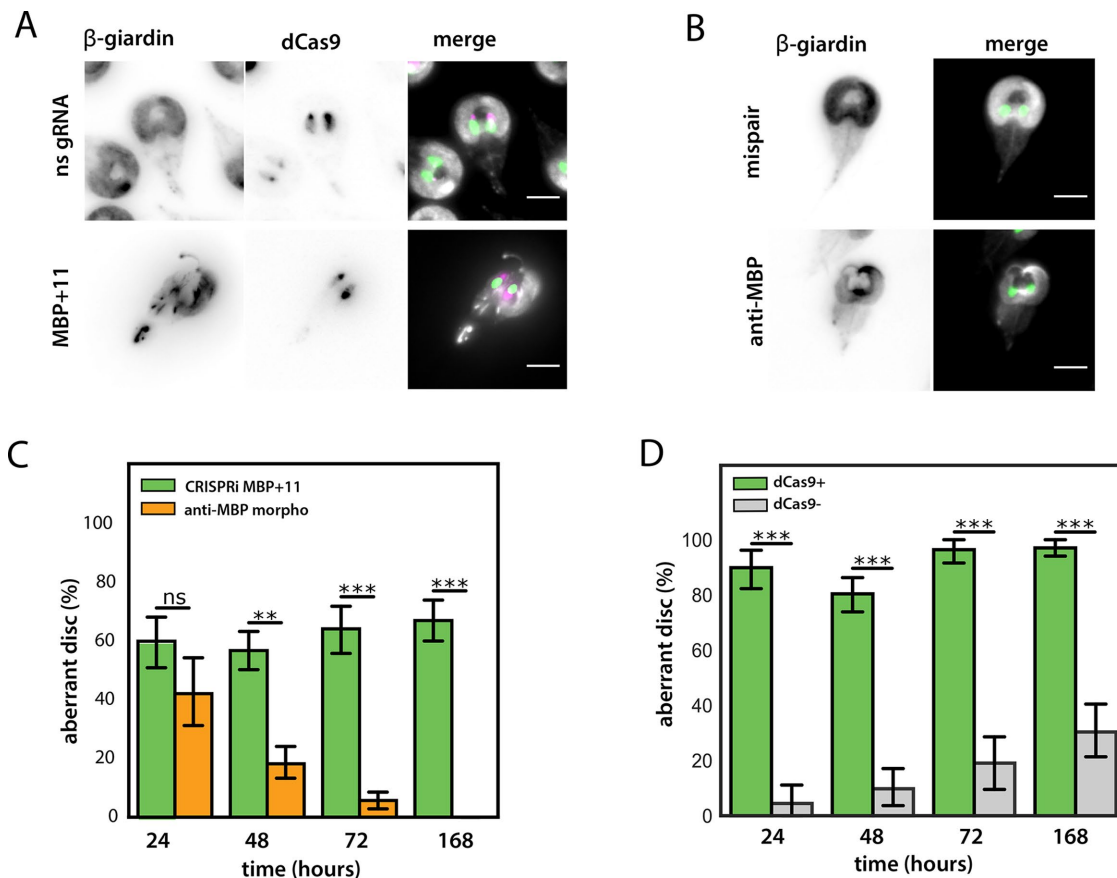 A
β-giardin dCas9 merge
ns gRNA
MBP+11
B
β-giardin merge
mispair
anti-MBP
C
CRISPRi MBP+11
anti-MBP morpho
aberrant disc (%)
100
80
60
40
20
0
ns ** *** ***
24 48 72 168
time (hours)
D
dCas9+
dCas9-
aberrant disc (%)
100
80
60
40
20
0
*** *** *** ***
24 48 72 168
time (hours)